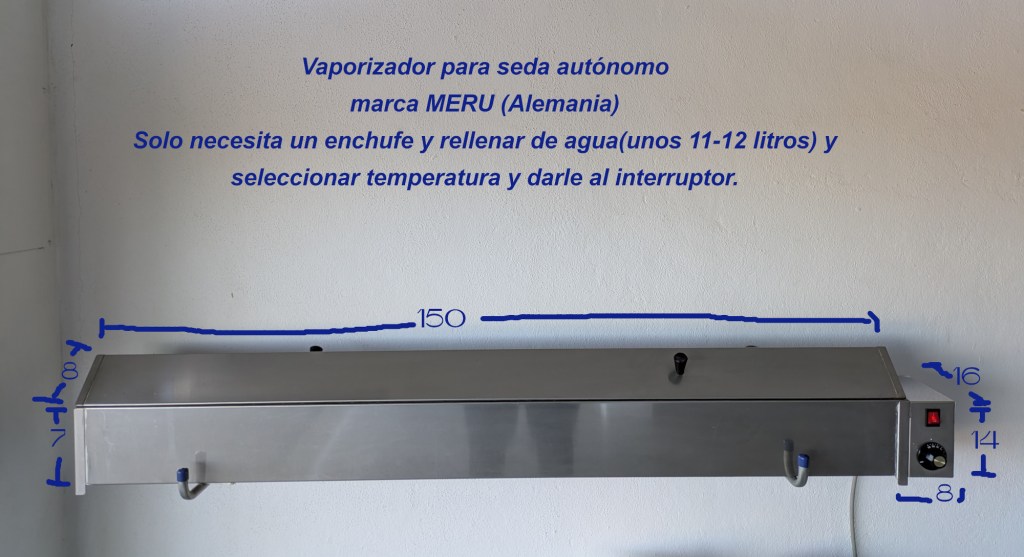 Vaporizador para seda autónomo
marca MERU (Alemania)
Solo necesita un enchufe y rellenar de agua(unos 11-12 litros) y
seleccionar temperatura y darle al interruptor.
150
8
16
7
14
8